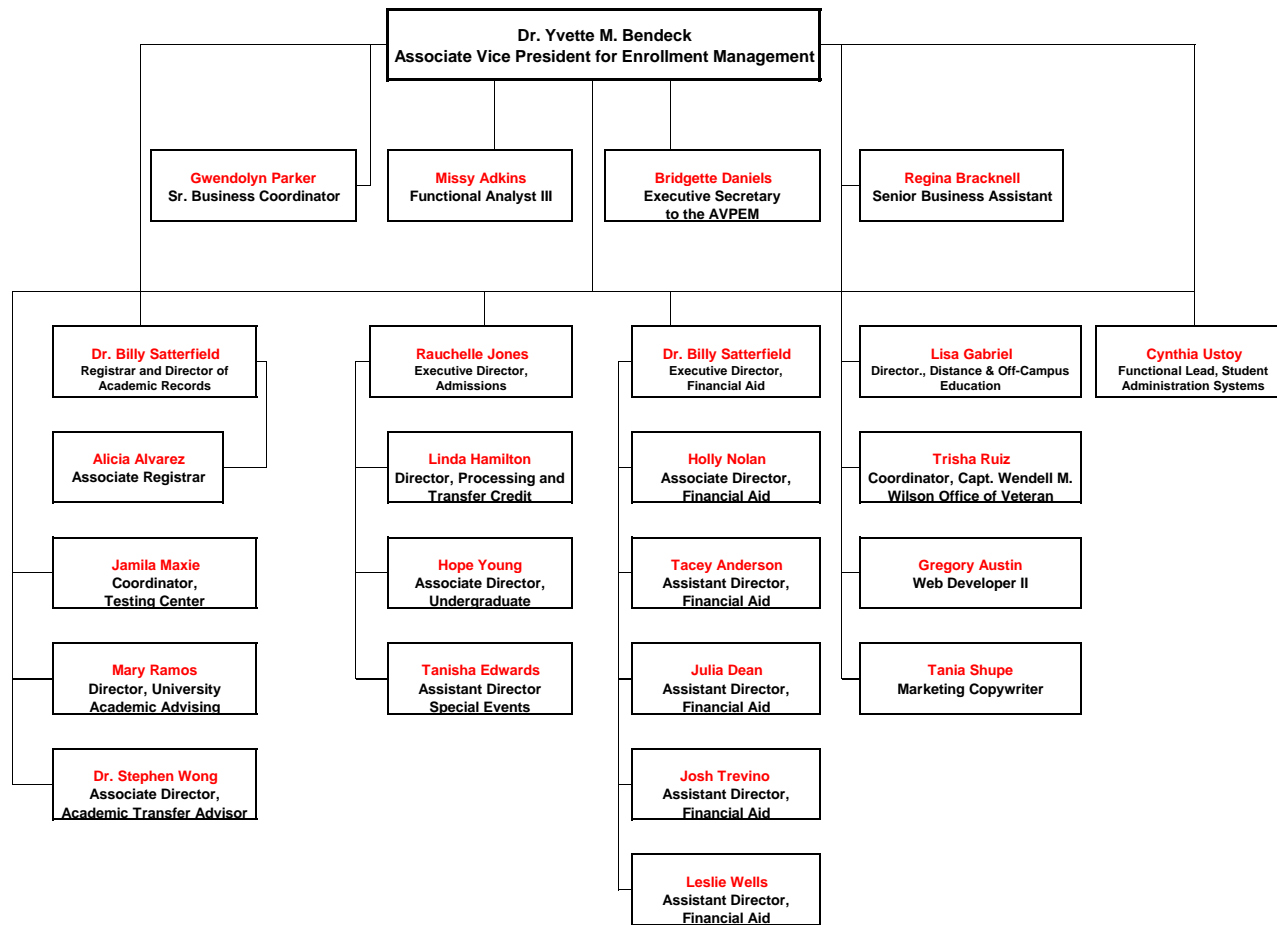 Dr. Yvette M. Bendeck
Associate Vice President for Enrollment Management
Gwendolyn Parker
Sr. Business Coordinator
Missy Adkins
Functional Analyst III
Bridgette Daniels
Executive Secretary
to the AVPEM
Regina Bracknell
Senior Business Assistant
Dr. Billy Satterfield
Registrar and Director of
Academic Records
Rauchelle Jones
Executive Director,
Admissions
Dr. Billy Satterfield
Executive Director,
Financial Aid
Lisa Gabriel
Director., Distance & Off-Campus
Education
Cynthia Ustoy
Functional Lead, Student
Administration Systems
Alicia Alvarez
Associate Registrar
Linda Hamilton
Director, Processing and
Transfer Credit
Holly Nolan
Associate Director,
Financial Aid
Trisha Ruiz
Coordinator, Capt. Wendell M.
Wilson Office of Veteran
Jamila Maxie
Coordinator,
Testing Center
Hope Young
Associate Director,
Undergraduate
Tacey Anderson
Assistant Director,
Financial Aid
Gregory Austin
Web Developer II
Mary Ramos
Director, University
Academic Advising
Tanisha Edwards
Assistant Director
Special Events
Julia Dean
Assistant Director,
Financial Aid
Tania Shupe
Marketing Copywriter
Dr. Stephen Wong
Associate Director,
Academic Transfer Advisor
Josh Trevino
Assistant Director,
Financial Aid
Leslie Wells
Assistant Director,
Financial Aid